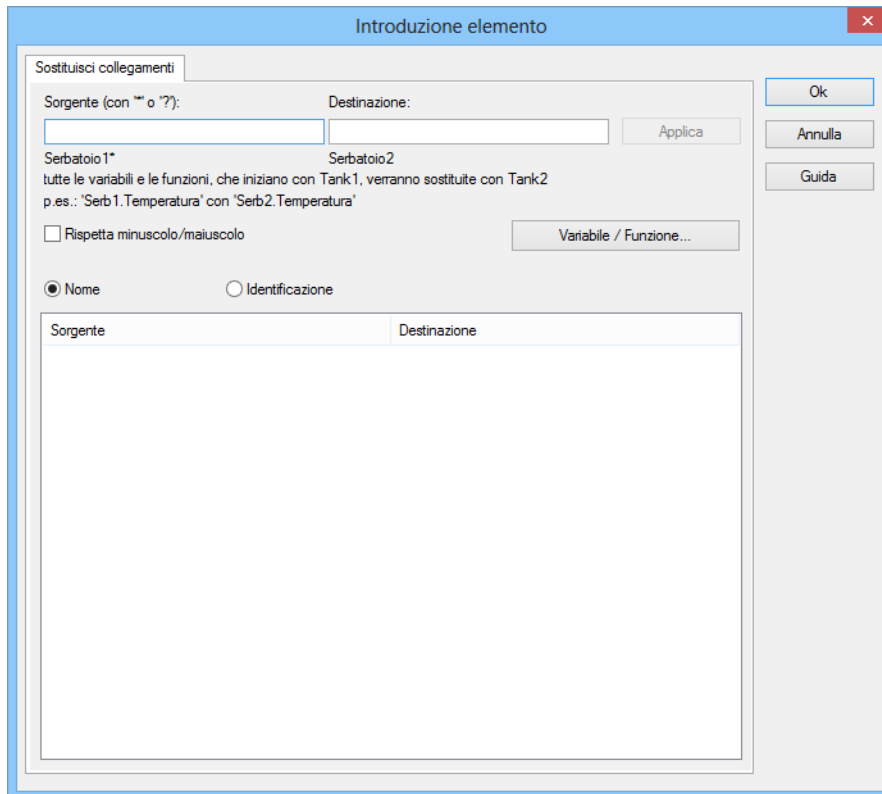 Introduzione elemento
Sostituisci collegamenti
Sorgente (con '*' o '?'): Destinazione:
Applica
Serbatoio1* Serbatoio2
tutte le variabili e le funzioni, che iniziano con Tank1, verranno sostituite con Tank2
p.es.: 'Serb1.Temperatura' con 'Serb2.Temperatura'
Rispetta minuscolo/maiuscolo
Variabile / Funzione...
Nome Identificazione
Sorgente Destinazione
Ok
Annulla
Guida